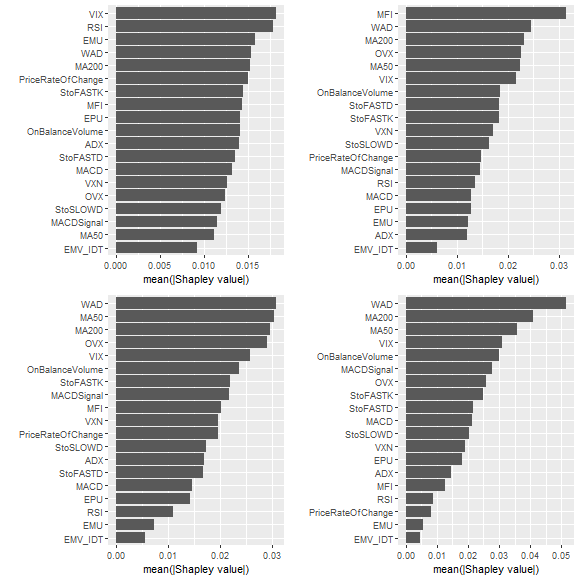 VIX
RSI
EMU
WAD
MA200
PriceRateOfChange
StoFASTK
MFI
EPU
OnBalanceVolume
ADX
StoFASTD
MACD
VXN
OVX
StoSLOWD
MACDSignal
MA50
EMV_IDT
0.000 0.005 0.010 0.015
mean(|Shapley value|)
MFI
WAD
MA200
OVX
MA50
VIX
OnBalanceVolume
StoFASTD
StoFASTK
VXN
StoSLOWD
PriceRateOfChange
MACDSignal
RSI
MACD
EPU
EMU
ADX
EMV_IDT
0.00 0.01 0.02 0.03
mean(|Shapley value|)
WAD
MA50
MA200
OVX
VIX
OnBalanceVolume
StoFASTK
MACDSignal
MFI
VXN
PriceRateOfChange
StoSLOWD
ADX
StoFASTD
MACD
EPU
RSI
EMU
EMV_IDT
0.00 0.01 0.02 0.03
mean(|Shapley value|)
WAD
MA200
MA50
VIX
OnBalanceVolume
MACDSignal
OVX
StoFASTK
StoFASTD
MACD
StoSLOWD
VXN
EPU
ADX
MFI
RSI
PriceRateOfChange
EMU
EMV_IDT
0.00 0.01 0.02 0.03 0.04 0.05
mean(|Shapley value|)